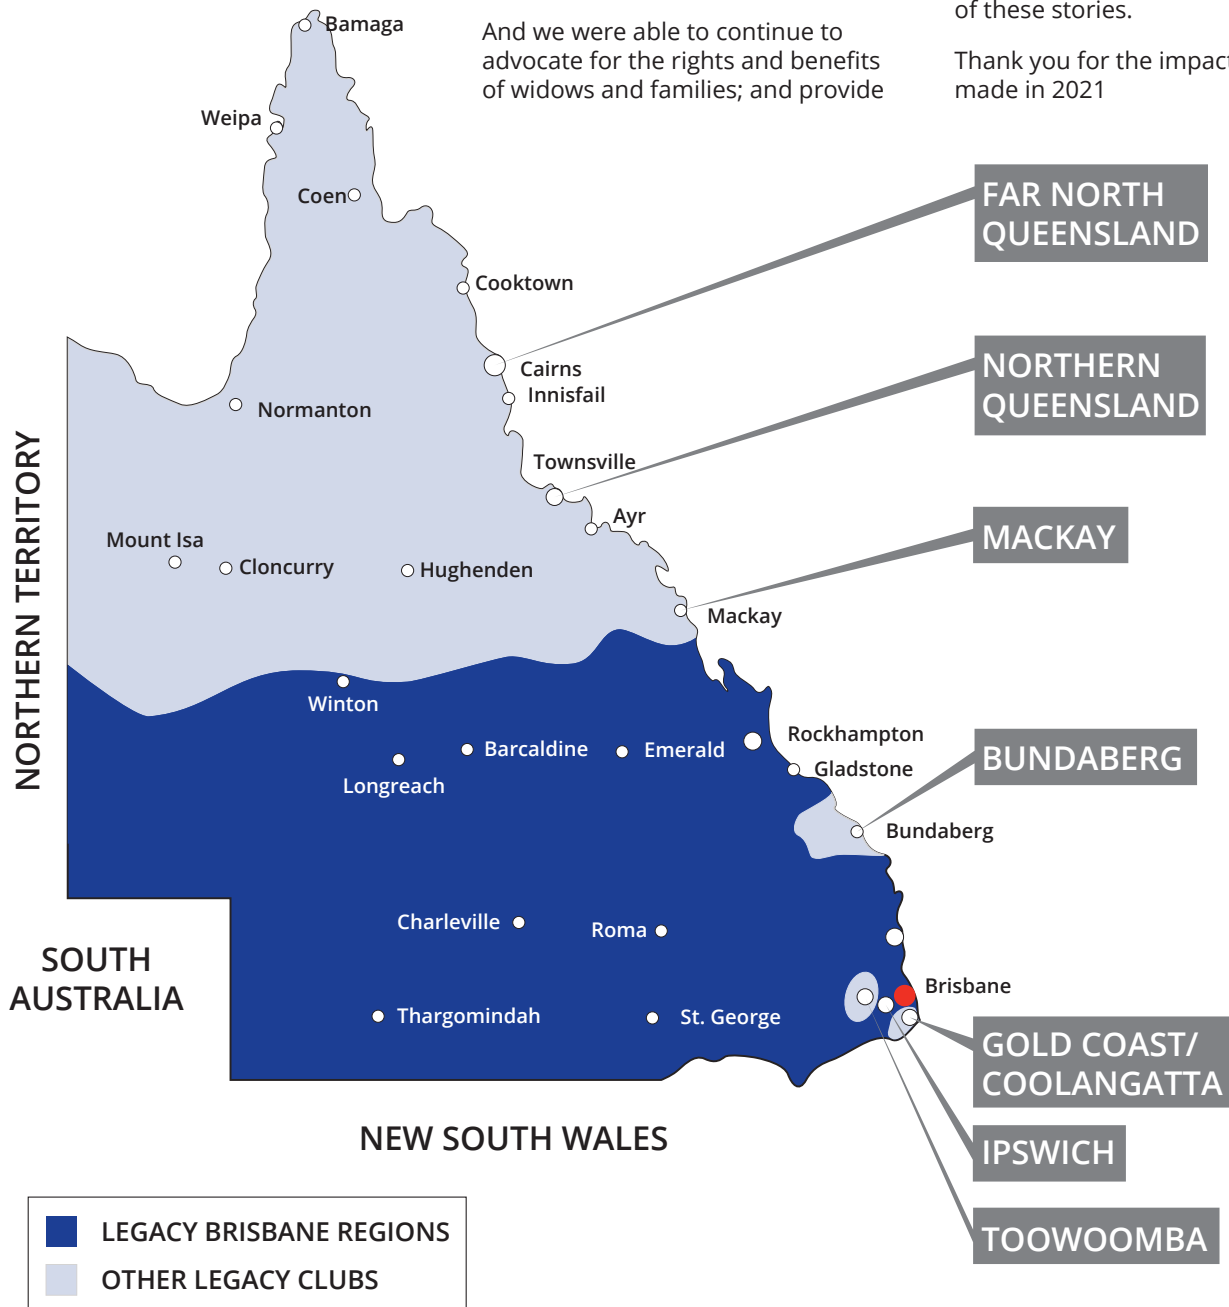 And we were able to continue to
advocate for the rights and benefits
of widows and families; and provide
of these stories.
Thank you for the impact
made in 2021
Bamaga
Weipa
Coen
Cooktown
Cairns
Innisfail
Normanton
Townsville
Ayr
Mount Isa
Cloncurry
Hughenden
Mackay
Winton
Rockhampton
Barcaldine
Emerald
Gladstone
Longreach
Bundaberg
Charleville
Roma
Brisbane
Thargomindah
St. George
FAR NORTH
QUEENSLAND
NORTHERN
QUEENSLAND
MACKAY
BUNDABERG
GOLD COAST/
COOLANGATTA
IPSWICH
TOOWOOMBA
NORTHERN TERRITORY
SOUTH
AUSTRALIA
NEW SOUTH WALES
LEGACY BRISBANE REGIONS
OTHER LEGACY CLUBS